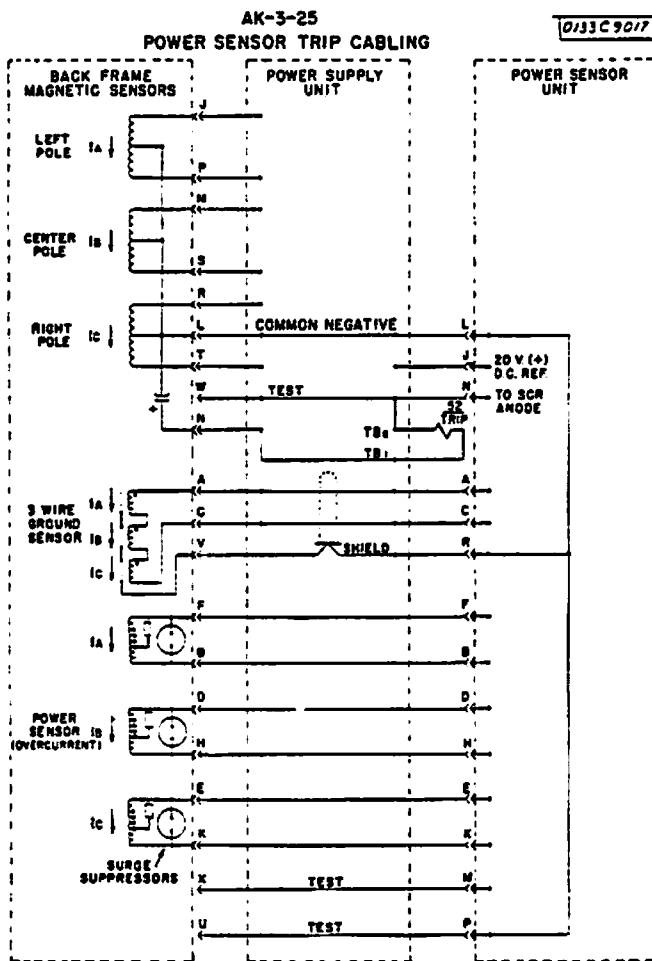 AK-3-25
POWER SENSOR TRIP CABLING
0133C9017
BACK FRAME
MAGNETIC SENSORS
POWER SUPPLY
UNIT
POWER SENSOR
UNIT
J
LEFT
POLE
IA
P
M
CENTER
POLE
IB
S
R
RIGHT
POLE
IC
L
COMMON NEGATIVE
L
T
J
20 V.(+)
D.C. REF.
W
TEST
N
TO SCR
ANODE
+
N
52
TRIP
TB1
A
A
3 WIRE
GROUND
SENSOR
IA
IB
IC
C
V
SHIELD
R
F
F
IA
B
B
D
D
POWER
SENSOR
(OVERCURRENT)
IB
H
H
E
E
IC
K
K
SURGE
SUPPRESSORS
X
TEST
M
U
TEST
P